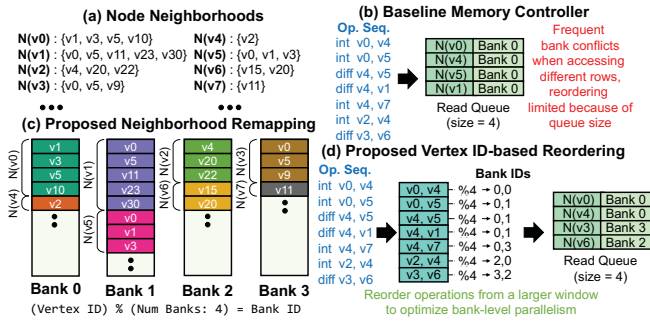 (a) Node Neighborhoods
N(v0) : {v1, v3, v5, v10}
N(v1) : {v0, v5, v11, v23, v30}
N(v2) : {v4, v20, v22}
N(v3) : {v0, v5, v9}
N(v4) : {v2}
N(v5) : {v0, v1, v3}
N(v6) : {v15, v20}
N(v7) : {v11}
(b) Baseline Memory Controller
Op. Seq.
int v0, v4
int v0, v5
diff v4, v5
diff v4, v1
int v4, v7
int v2, v4
diff v3, v6
N(v0) Bank 0
N(v4) Bank 0
N(v5) Bank 1
N(v1) Bank 0
Read Queue
(size = 4)
Frequent
bank conflicts
when accessing
different rows,
reordering
limited because of
queue size
(c) Proposed Neighborhood Remapping
N(v0)
v1
v3
v5
v10
N(v4)
v2
Bank 0
N(v1)
v0
v5
v11
v23
v30
N(v5)
v0
v1
v3
Bank 1
N(v2)
v4
v20
v22
N(v6)
v15
v20
Bank 2
N(v3)
v0
v5
v9
N(v7)
v11
Bank 3
(Vertex ID) % (Num Banks: 4) = Bank ID
(d) Proposed Vertex ID-based Reordering
Op. Seq.
int v0, v4
int v0, v5
diff v4, v5
diff v4, v1
int v4, v7
int v2, v4
diff v3, v6
Bank IDs
v0, v4 %4 → 0,0
v0, v5 %4 → 0,1
v4, v5 %4 → 0,1
v4, v1 %4 → 0,1
v4, v7 %4 → 0,3
v2, v4 %4 → 2,0
v3, v6 %4 → 3,2
N(v0) Bank 0
N(v4) Bank 0
N(v3) Bank 3
N(v6) Bank 2
Read Queue
(size = 4)
Reorder operations from a larger window
to optimize bank-level parallelism